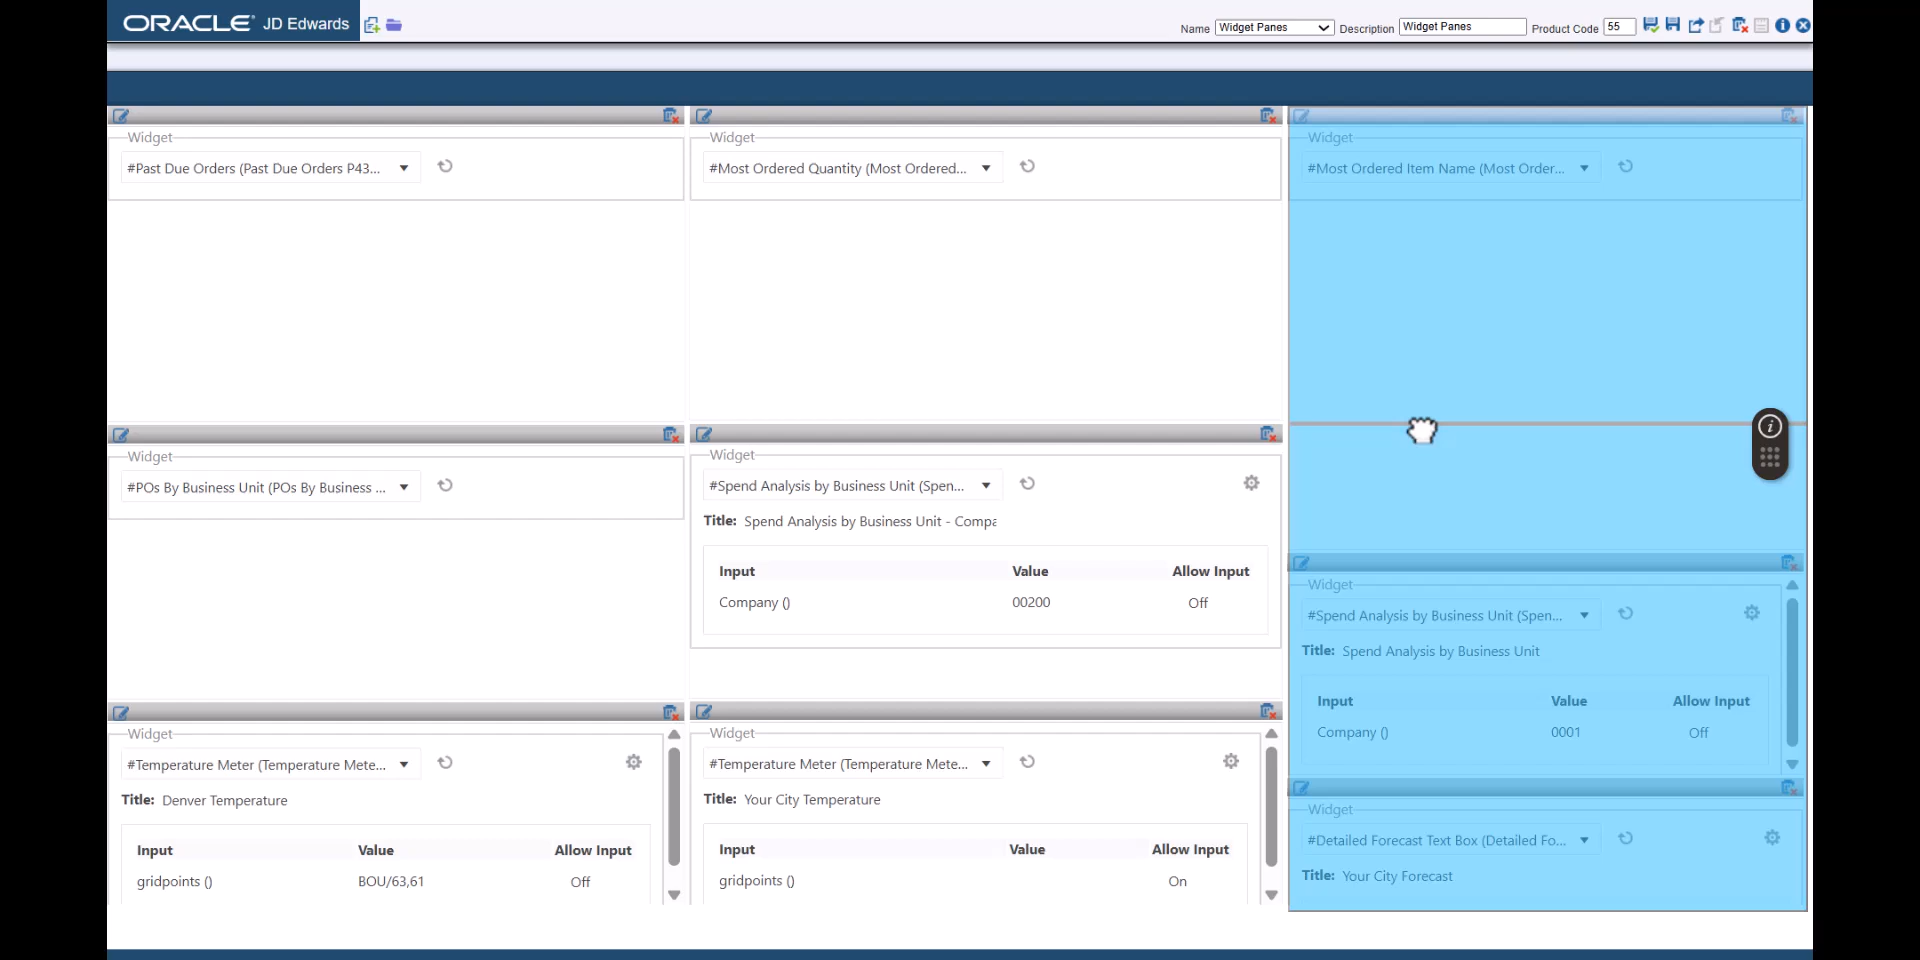 ORACLE JD Edwards
Name Widget Panes Description Widget Panes Product Code 55
Widget
#Past Due Orders (Past Due Orders P43...
Widget
#Most Ordered Quantity (Most Ordered...
Widget
#Most Ordered Item Name (Most Order...
Widget
#POs By Business Unit (POs By Business ...
Widget
#Spend Analysis by Business Unit (Spen...
Title: Spend Analysis by Business Unit - Compa
Input Value Allow Input
Company () 00200 Off
Widget
#Spend Analysis by Business Unit (Spen...
Title: Spend Analysis by Business Unit
Input Value Allow Input
Company () 0001 Off
Widget
#Temperature Meter (Temperature Mete...
Title: Denver Temperature
Input Value Allow Input
gridpoints () BOU/63,61 Off
Widget
#Temperature Meter (Temperature Mete...
Title: Your City Temperature
Input Value Allow Input
gridpoints () On
Widget
#Detailed Forecast Text Box (Detailed Fo...
Title: Your City Forecast